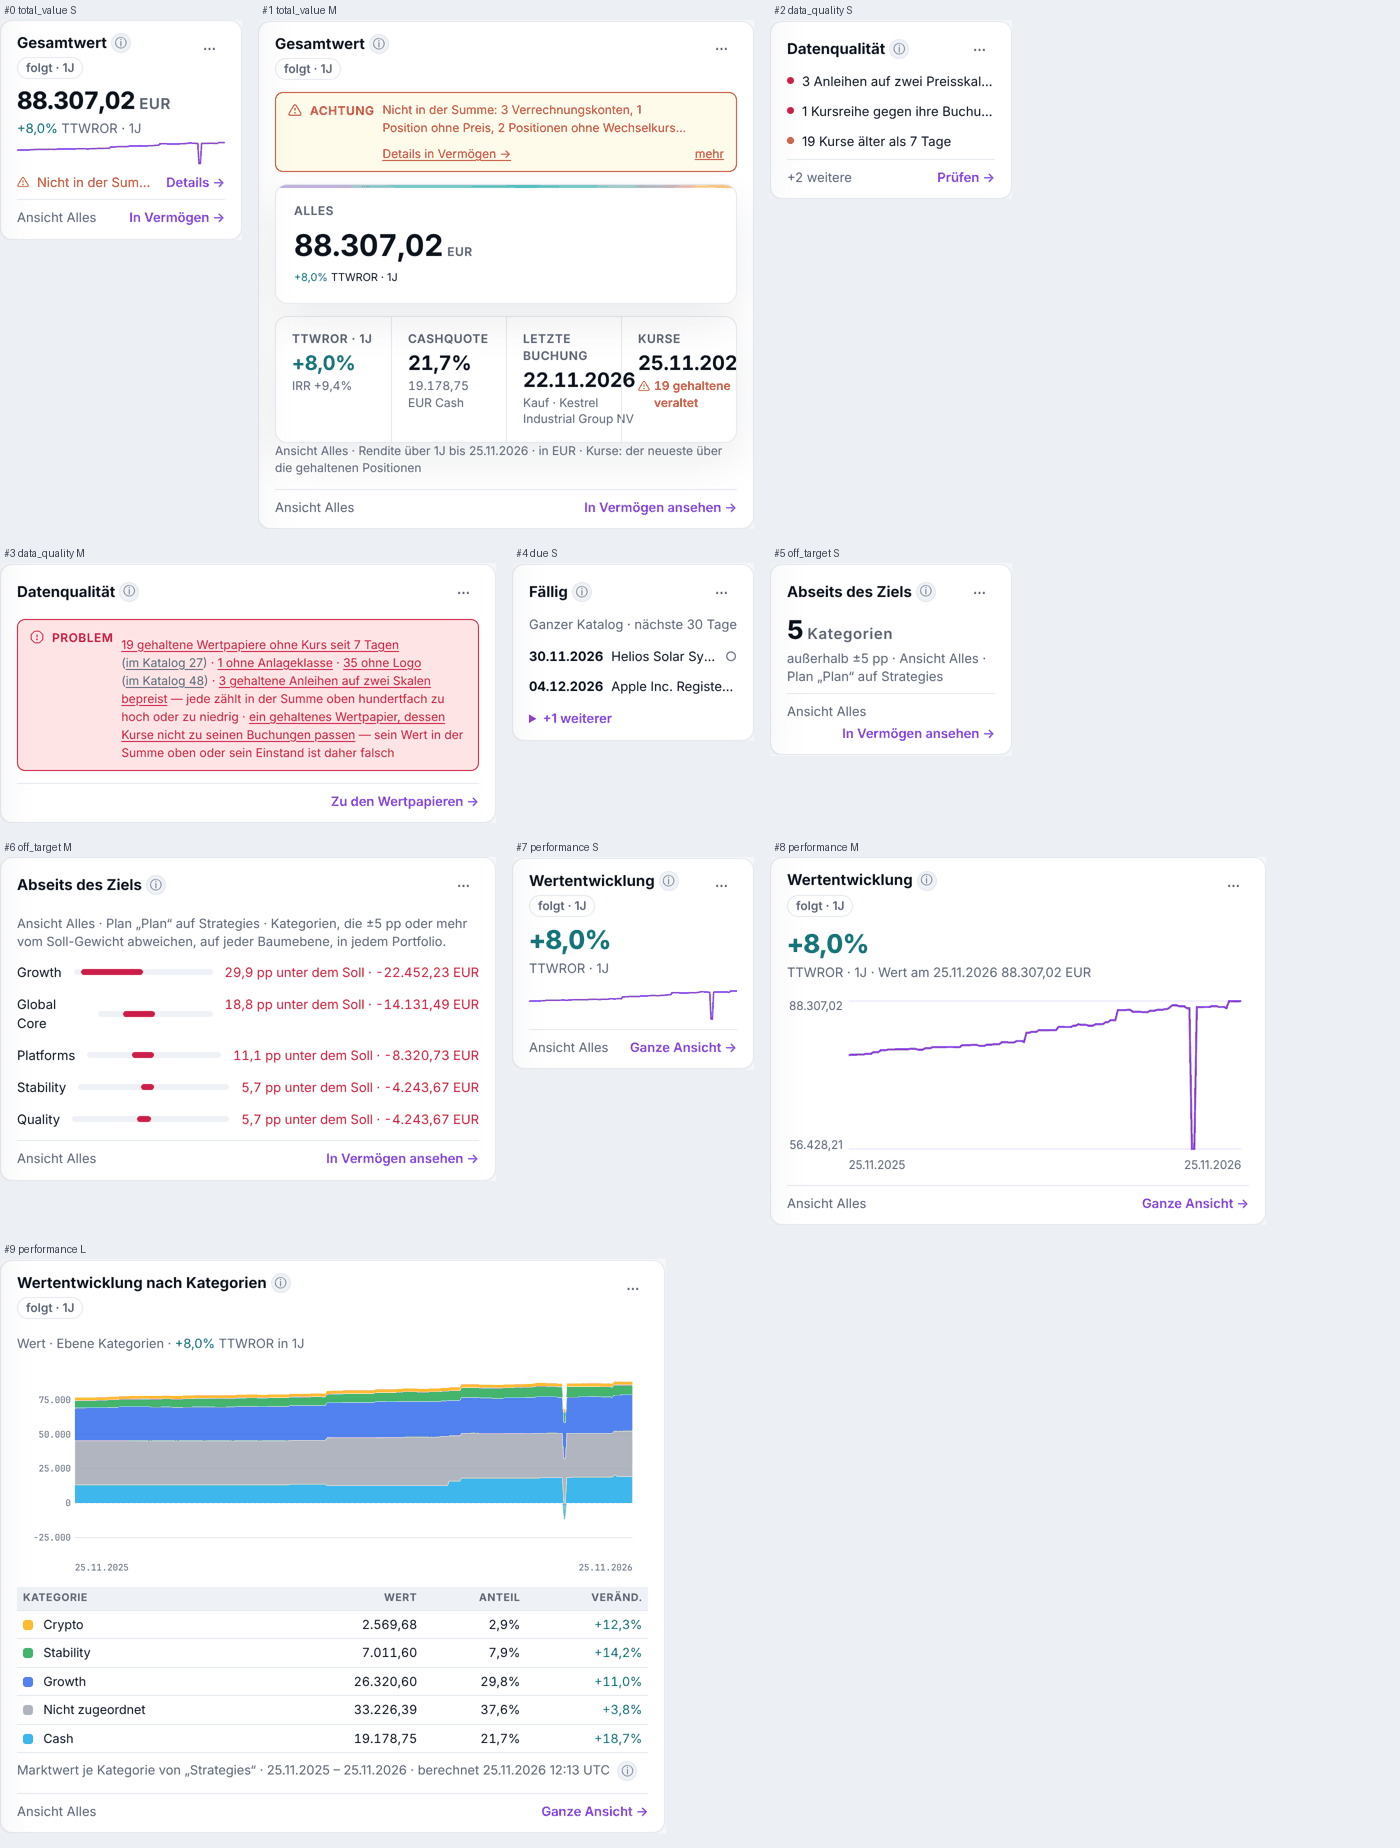 #0 total_value S
Gesamtwert ⓘ ...
folgt · 1J
88.307,02 EUR
+8,0% TTWROR · 1J
⚠ Nicht in der Sum... Details →
Ansicht Alles In Vermögen →
#1 total_value M
Gesamtwert ⓘ ...
folgt · 1J
⚠ ACHTUNG Nicht in der Summe: 3 Verrechnungskonten, 1
Position ohne Preis, 2 Positionen ohne Wechselkurs...
Details in Vermögen → mehr
ALLES
88.307,02 EUR
+8,0% TTWROR · 1J
TTWROR · 1J
+8,0%
IRR +9,4%
CASHQUOTE
21,7%
19.178,75
EUR Cash
LETZTE
BUCHUNG
22.11.2026
Kauf · Kestrel
Industrial Group NV
KURSE
25.11.202
⚠ 19 gehaltene
veraltet
Ansicht Alles · Rendite über 1J bis 25.11.2026 · in EUR · Kurse: der neueste über
die gehaltenen Positionen
Ansicht Alles In Vermögen ansehen →
#2 data_quality S
Datenqualität ⓘ ...
3 Anleihen auf zwei Preisskal...
1 Kursreihe gegen ihre Buchu...
19 Kurse älter als 7 Tage
+2 weitere Prüfen →
#3 data_quality M
Datenqualität ⓘ ...
PROBLEM 19 gehaltene Wertpapiere ohne Kurs seit 7 Tagen
(im Katalog 27) · 1 ohne Anlageklasse · 35 ohne Logo
(im Katalog 48) · 3 gehaltene Anleihen auf zwei Skalen
bepreist — jede zählt in der Summe oben hundertfach zu
hoch oder zu niedrig · ein gehaltenes Wertpapier, dessen
Kurse nicht zu seinen Buchungen passen — sein Wert in der
Summe oben oder sein Einstand ist daher falsch
Zu den Wertpapieren →
#4 due S
Fällig ⓘ ...
Ganzer Katalog · nächste 30 Tage
30.11.2026 Helios Solar Sy...
04.12.2026 Apple Inc. Registe...
▶ +1 weiterer
#5 off_target S
Abseits des Ziels ⓘ ...
5 Kategorien
außerhalb ±5 pp · Ansicht Alles ·
Plan „Plan“ auf Strategies
Ansicht Alles
In Vermögen ansehen →
#6 off_target M
Abseits des Ziels ⓘ ...
Ansicht Alles · Plan „Plan“ auf Strategies · Kategorien, die ±5 pp oder mehr
vom Soll-Gewicht abweichen, auf jeder Baumebene, in jedem Portfolio.
Growth 29,9 pp unter dem Soll · -22.452,23 EUR
Global
Core 18,8 pp unter dem Soll · -14.131,49 EUR
Platforms 11,1 pp unter dem Soll · -8.320,73 EUR
Stability 5,7 pp unter dem Soll · -4.243,67 EUR
Quality 5,7 pp unter dem Soll · -4.243,67 EUR
Ansicht Alles In Vermögen ansehen →
#7 performance S
Wertentwicklung ⓘ ...
folgt · 1J
+8,0%
TTWROR · 1J
Ansicht Alles Ganze Ansicht →
#8 performance M
Wertentwicklung ⓘ ...
folgt · 1J
+8,0%
TTWROR · 1J · Wert am 25.11.2026 88.307,02 EUR
88.307,02
56.428,21
25.11.2025 25.11.2026
Ansicht Alles Ganze Ansicht →
#9 performance L
Wertentwicklung nach Kategorien ⓘ ...
folgt · 1J
Wert · Ebene Kategorien · +8,0% TTWROR in 1J
75.000
50.000
25.000
0
-25.000
25.11.2025 25.11.2026
KATEGORIE WERT ANTEIL VERÄND.
Crypto 2.569,68 2,9% +12,3%
Stability 7.011,60 7,9% +14,2%
Growth 26.320,60 29,8% +11,0%
Nicht zugeordnet 33.226,39 37,6% +3,8%
Cash 19.178,75 21,7% +18,7%
Marktwert je Kategorie von „Strategies“ · 25.11.2025 – 25.11.2026 · berechnet 25.11.2026 12:13 UTC ⓘ
Ansicht Alles Ganze Ansicht →